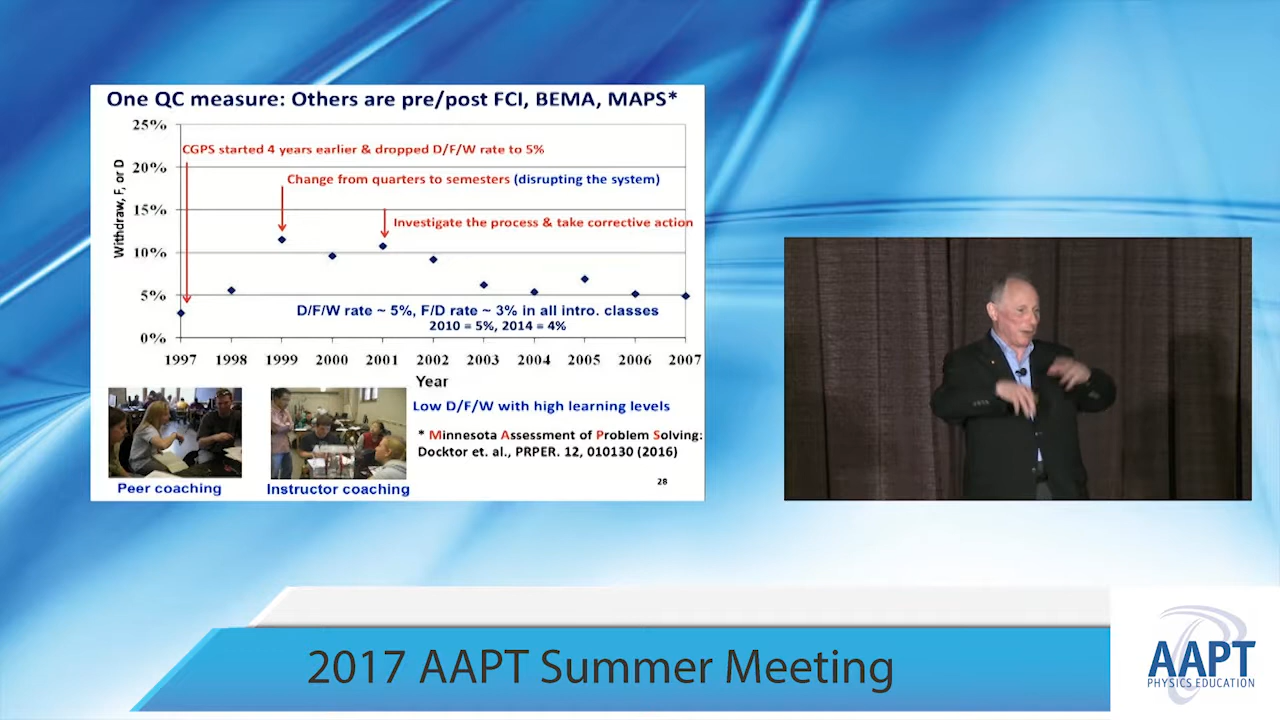 One QC measure: Others are pre/post FCI, BEMA, MAPS*
25%
CGPS started 4 years earlier & dropped D/F/W rate to 5%
20%
Change from quarters to semesters (disrupting the system)
15%
Investigate the process & take corrective action
10%
5%
D/F/W rate ~ 5%, F/D rate ~ 3% in all intro. classes
2010 = 5%, 2014 = 4%
0%
Withdraw, F, or D
1997 1998 1999 2000 2001 2002 2003 2004 2005 2006 2007
Year
Low D/F/W with high learning levels
* Minnesota Assessment of Problem Solving:
Docktor et. al., PRPER. 12, 010130 (2016)
28
Peer coaching
Instructor coaching
2017 AAPT Summer Meeting
AAPT
PHYSICS EDUCATION